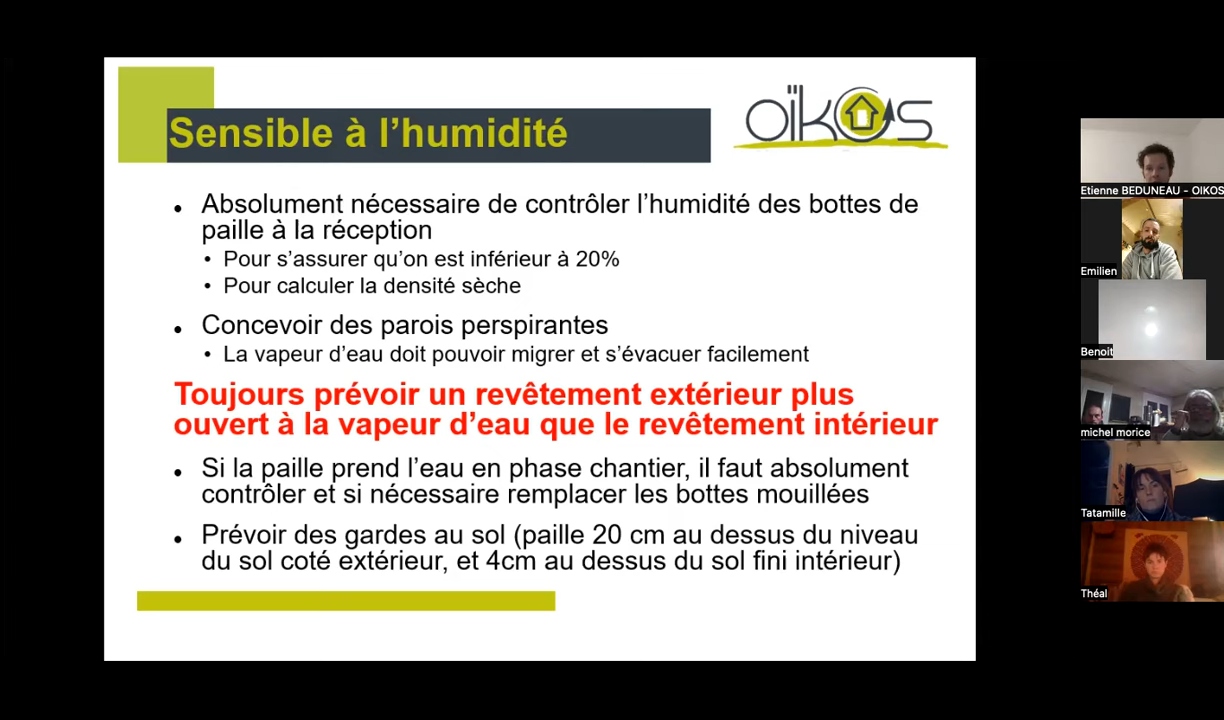 Sensible à l’humidité
oïkos
• Absolument nécessaire de contrôler l’humidité des bottes de
paille à la réception
• Pour s’assurer qu’on est inférieur à 20%
• Pour calculer la densité sèche
• Concevoir des parois perspirantes
• La vapeur d’eau doit pouvoir migrer et s’évacuer facilement
Toujours prévoir un revêtement extérieur plus
ouvert à la vapeur d’eau que le revêtement intérieur
• Si la paille prend l’eau en phase chantier, il faut absolument
contrôler et si nécessaire remplacer les bottes mouillées
• Prévoir des gardes au sol (paille 20 cm au dessus du niveau
du sol coté extérieur, et 4cm au dessus du sol fini intérieur)
Etienne BEDUNEAU - OIKOS
Emilien
Benoit
michel morice
Tatamille
Théal